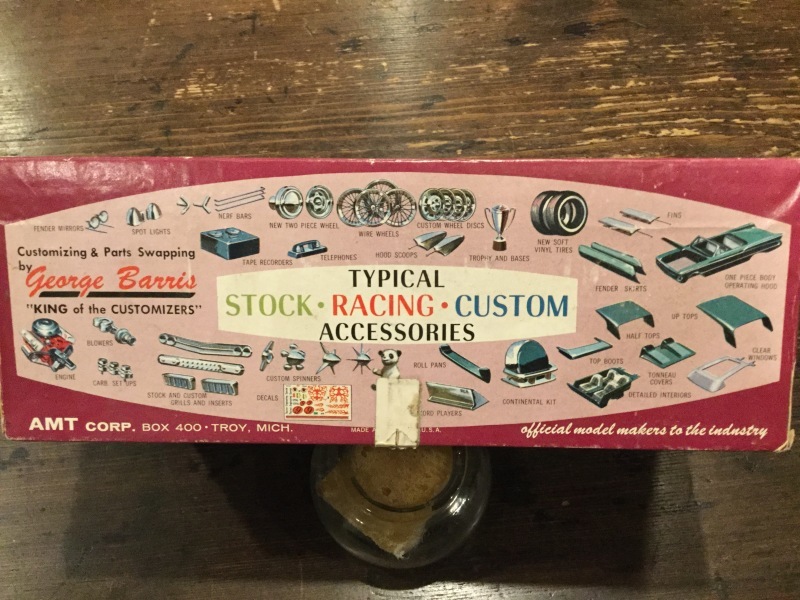 FENDER MIRRORS
SPOT LIGHTS
NERF BARS
NEW TWO PIECE WHEEL
WIRE WHEELS
CUSTOM WHEEL DISCS
TAPE RECORDERS
TELEPHONES
HOOD SCOOPS
TROPHY AND BASES
NEW SOFT
VINYL TIRES
FINS
FENDER SKIRTS
ONE PIECE BODY
OPERATING HOOD
Customizing & Parts Swapping
by
George Barris
"KING of the CUSTOMIZERS"
TYPICAL
STOCK • RACING • CUSTOM
ACCESSORIES
ENGINE
BLOWERS
CARB SET UPS
STOCK AND CUSTOM
GRILLS AND INSERTS
CUSTOM SPINNERS
DECALS
ROLL PANS
CORD PLAYERS
CONTINENTAL KIT
HALF TOPS
UP TOPS
TOP BOOTS
TONNEAU
COVERS
DETAILED INTERIORS
CLEAR
WINDOWS
AMT CORP. BOX 400 • TROY, MICH.
MADE
U.S.A.
official model makers to the industry